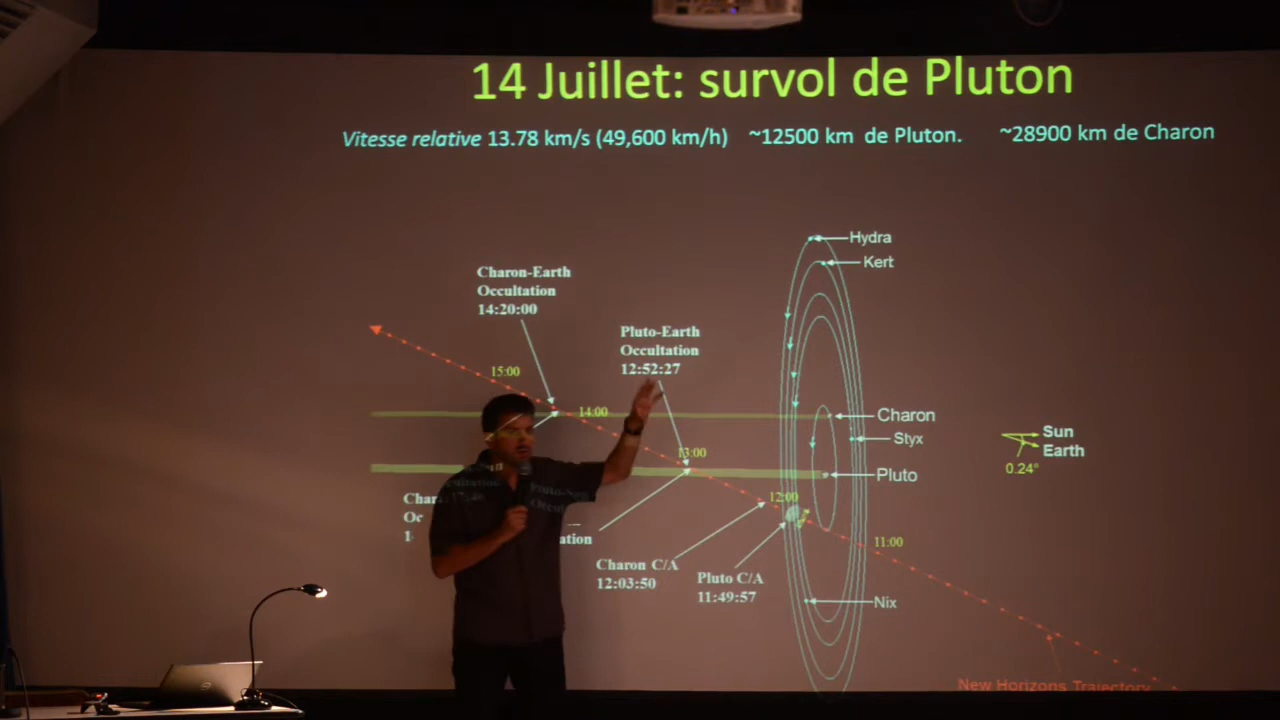 14 Juillet: survol de Pluton
Vitesse relative 13.78 km/s (49,600 km/h) ~12500 km de Pluton. ~28900 km de Charon
Hydra
Kert
Charon-Earth
Occultation
14:20:00
Pluto-Earth
Occultation
12:52:27
15:00
14:00
Charon
Styx
Sun
Earth
0.24°
13:00
Pluto
12:00
11:00
Charon C/A
12:03:50
Pluto C/A
11:49:57
Nix
New Horizons Trajectory